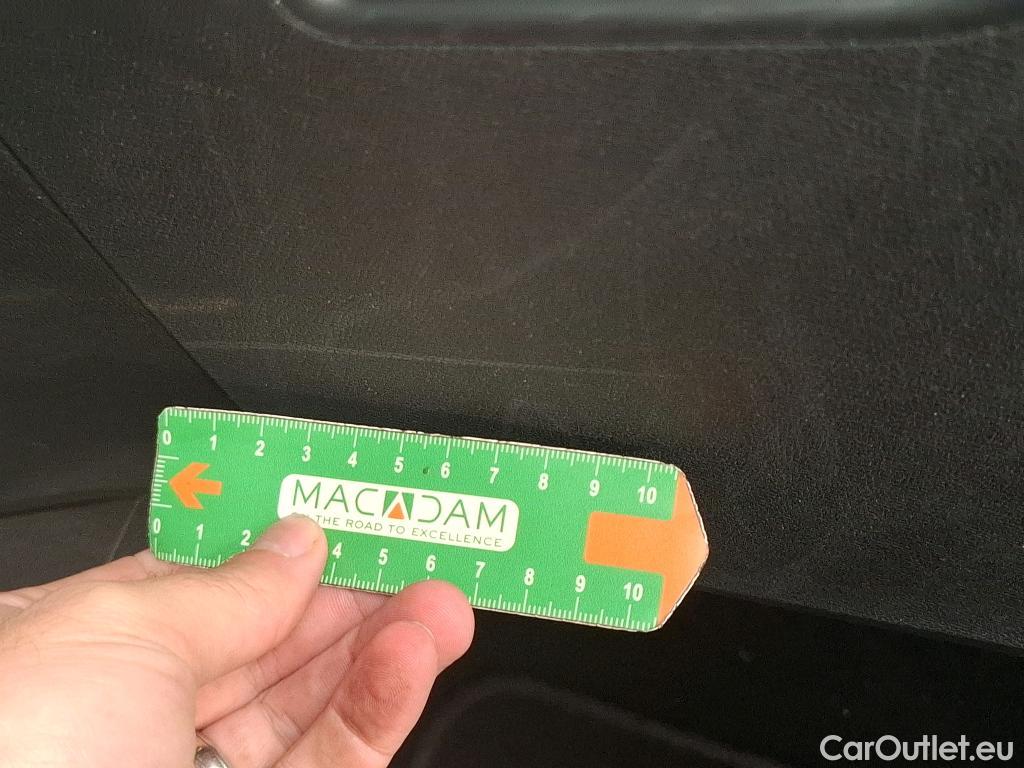 0 1 2 3 4 5 6 7 8 9 10
MACADAM
THE ROAD TO EXCELLENCE
0 1 2 4 5 6 7 8 9 10
CarOutlet.eu